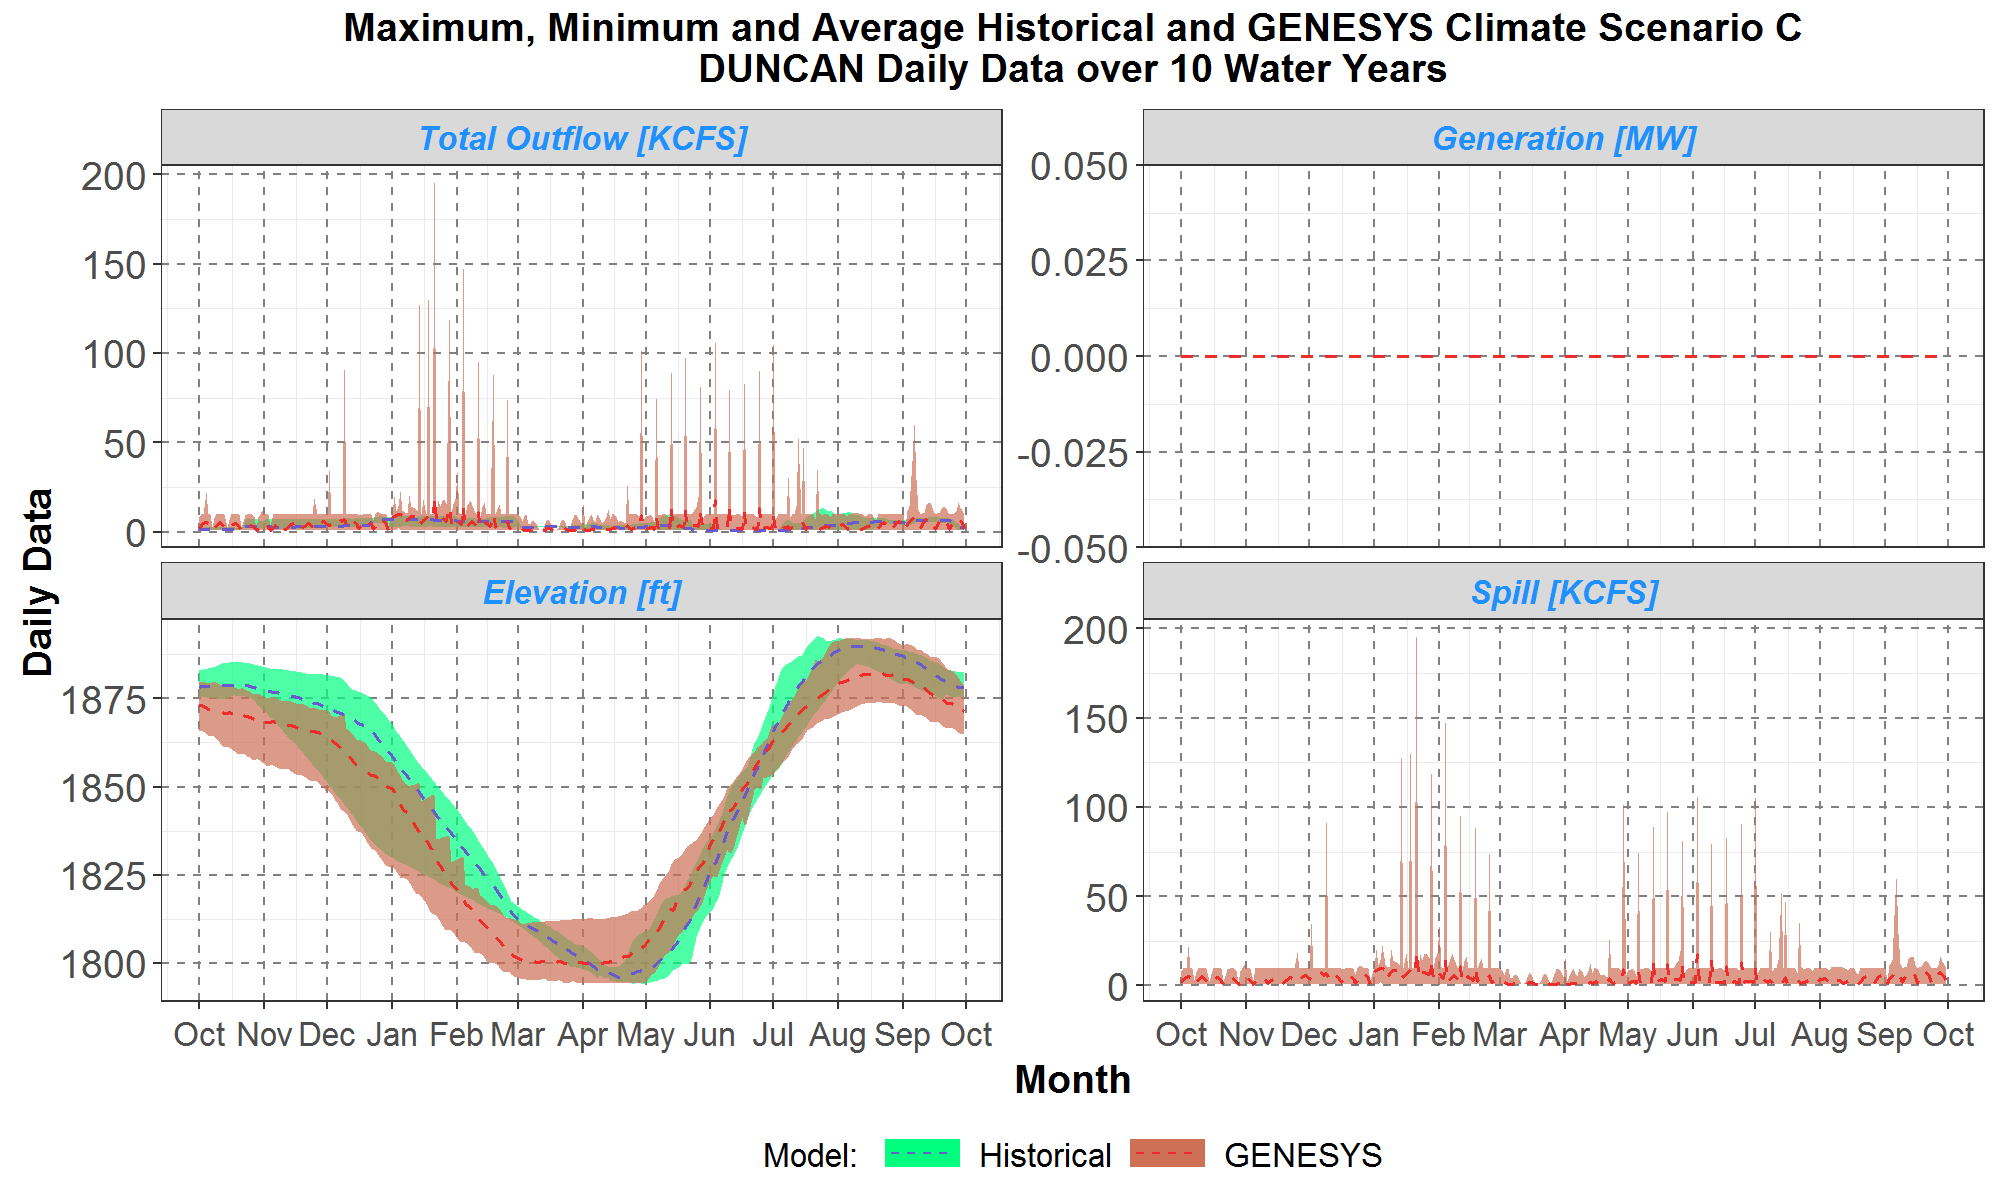 Maximum, Minimum and Average Historical and GENESYS Climate Scenario C
DUNCAN Daily Data over 10 Water Years
Total Outflow [KCFS]
200
150
100
50
0
Generation [MW]
0.050
0.025
0.000
-0.025
-0.050
Daily Data
Elevation [ft]
1875
1850
1825
1800
Oct Nov Dec Jan Feb Mar Apr May Jun Jul Aug Sep Oct
Spill [KCFS]
200
150
100
50
0
Oct Nov Dec Jan Feb Mar Apr May Jun Jul Aug Sep Oct
Month
Model: Historical GENESYS